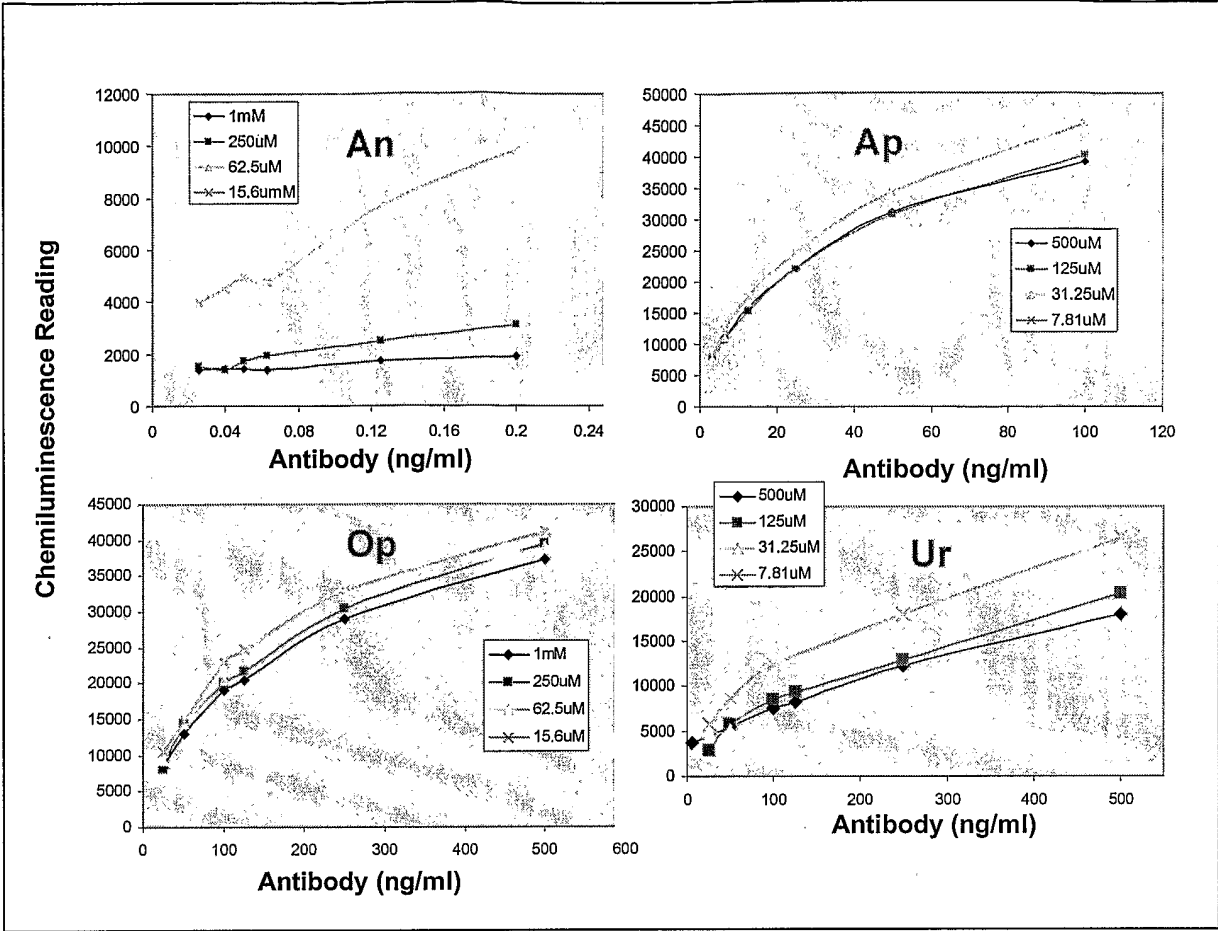 Chemiluminescence Reading
An
12000
10000
8000
6000
4000
2000
0
1mM
250uM
62.5uM
15.6umM
0 0.04 0.08 0.12 0.16 0.2 0.24
Antibody (ng/ml)
Ap
50000
45000
40000
35000
30000
25000
20000
15000
10000
5000
0
500uM
125uM
31.25uM
7.81uM
0 20 40 60 80 100 120
Antibody (ng/ml)
Op
45000
40000
35000
30000
25000
20000
15000
10000
5000
0
1mM
250uM
62.5uM
15.6uM
0 100 200 300 400 500 600
Antibody (ng/ml)
500uM
125uM
31.25uM
7.81uM
Ur
30000
25000
20000
15000
10000
5000
0
0 100 200 300 400 500
Antibody (ng/ml)